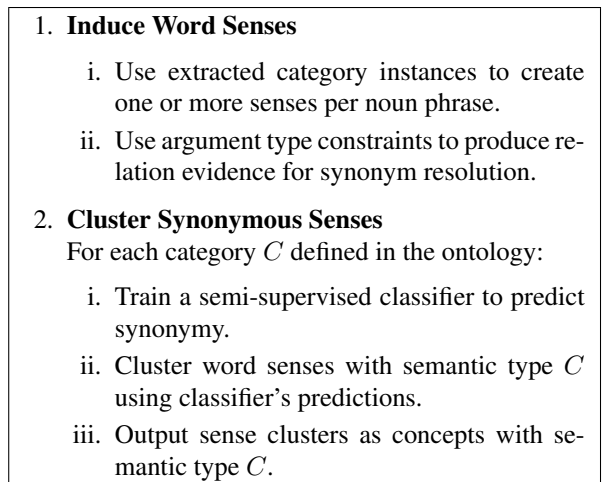 1. Induce Word Senses
i. Use extracted category instances to create
one or more senses per noun phrase.
ii. Use argument type constraints to produce re-
lation evidence for synonym resolution.
2. Cluster Synonymous Senses
For each category C defined in the ontology:
i. Train a semi-supervised classifier to predict
synonymy.
ii. Cluster word senses with semantic type C
using classifier's predictions.
iii. Output sense clusters as concepts with se-
mantic type C.